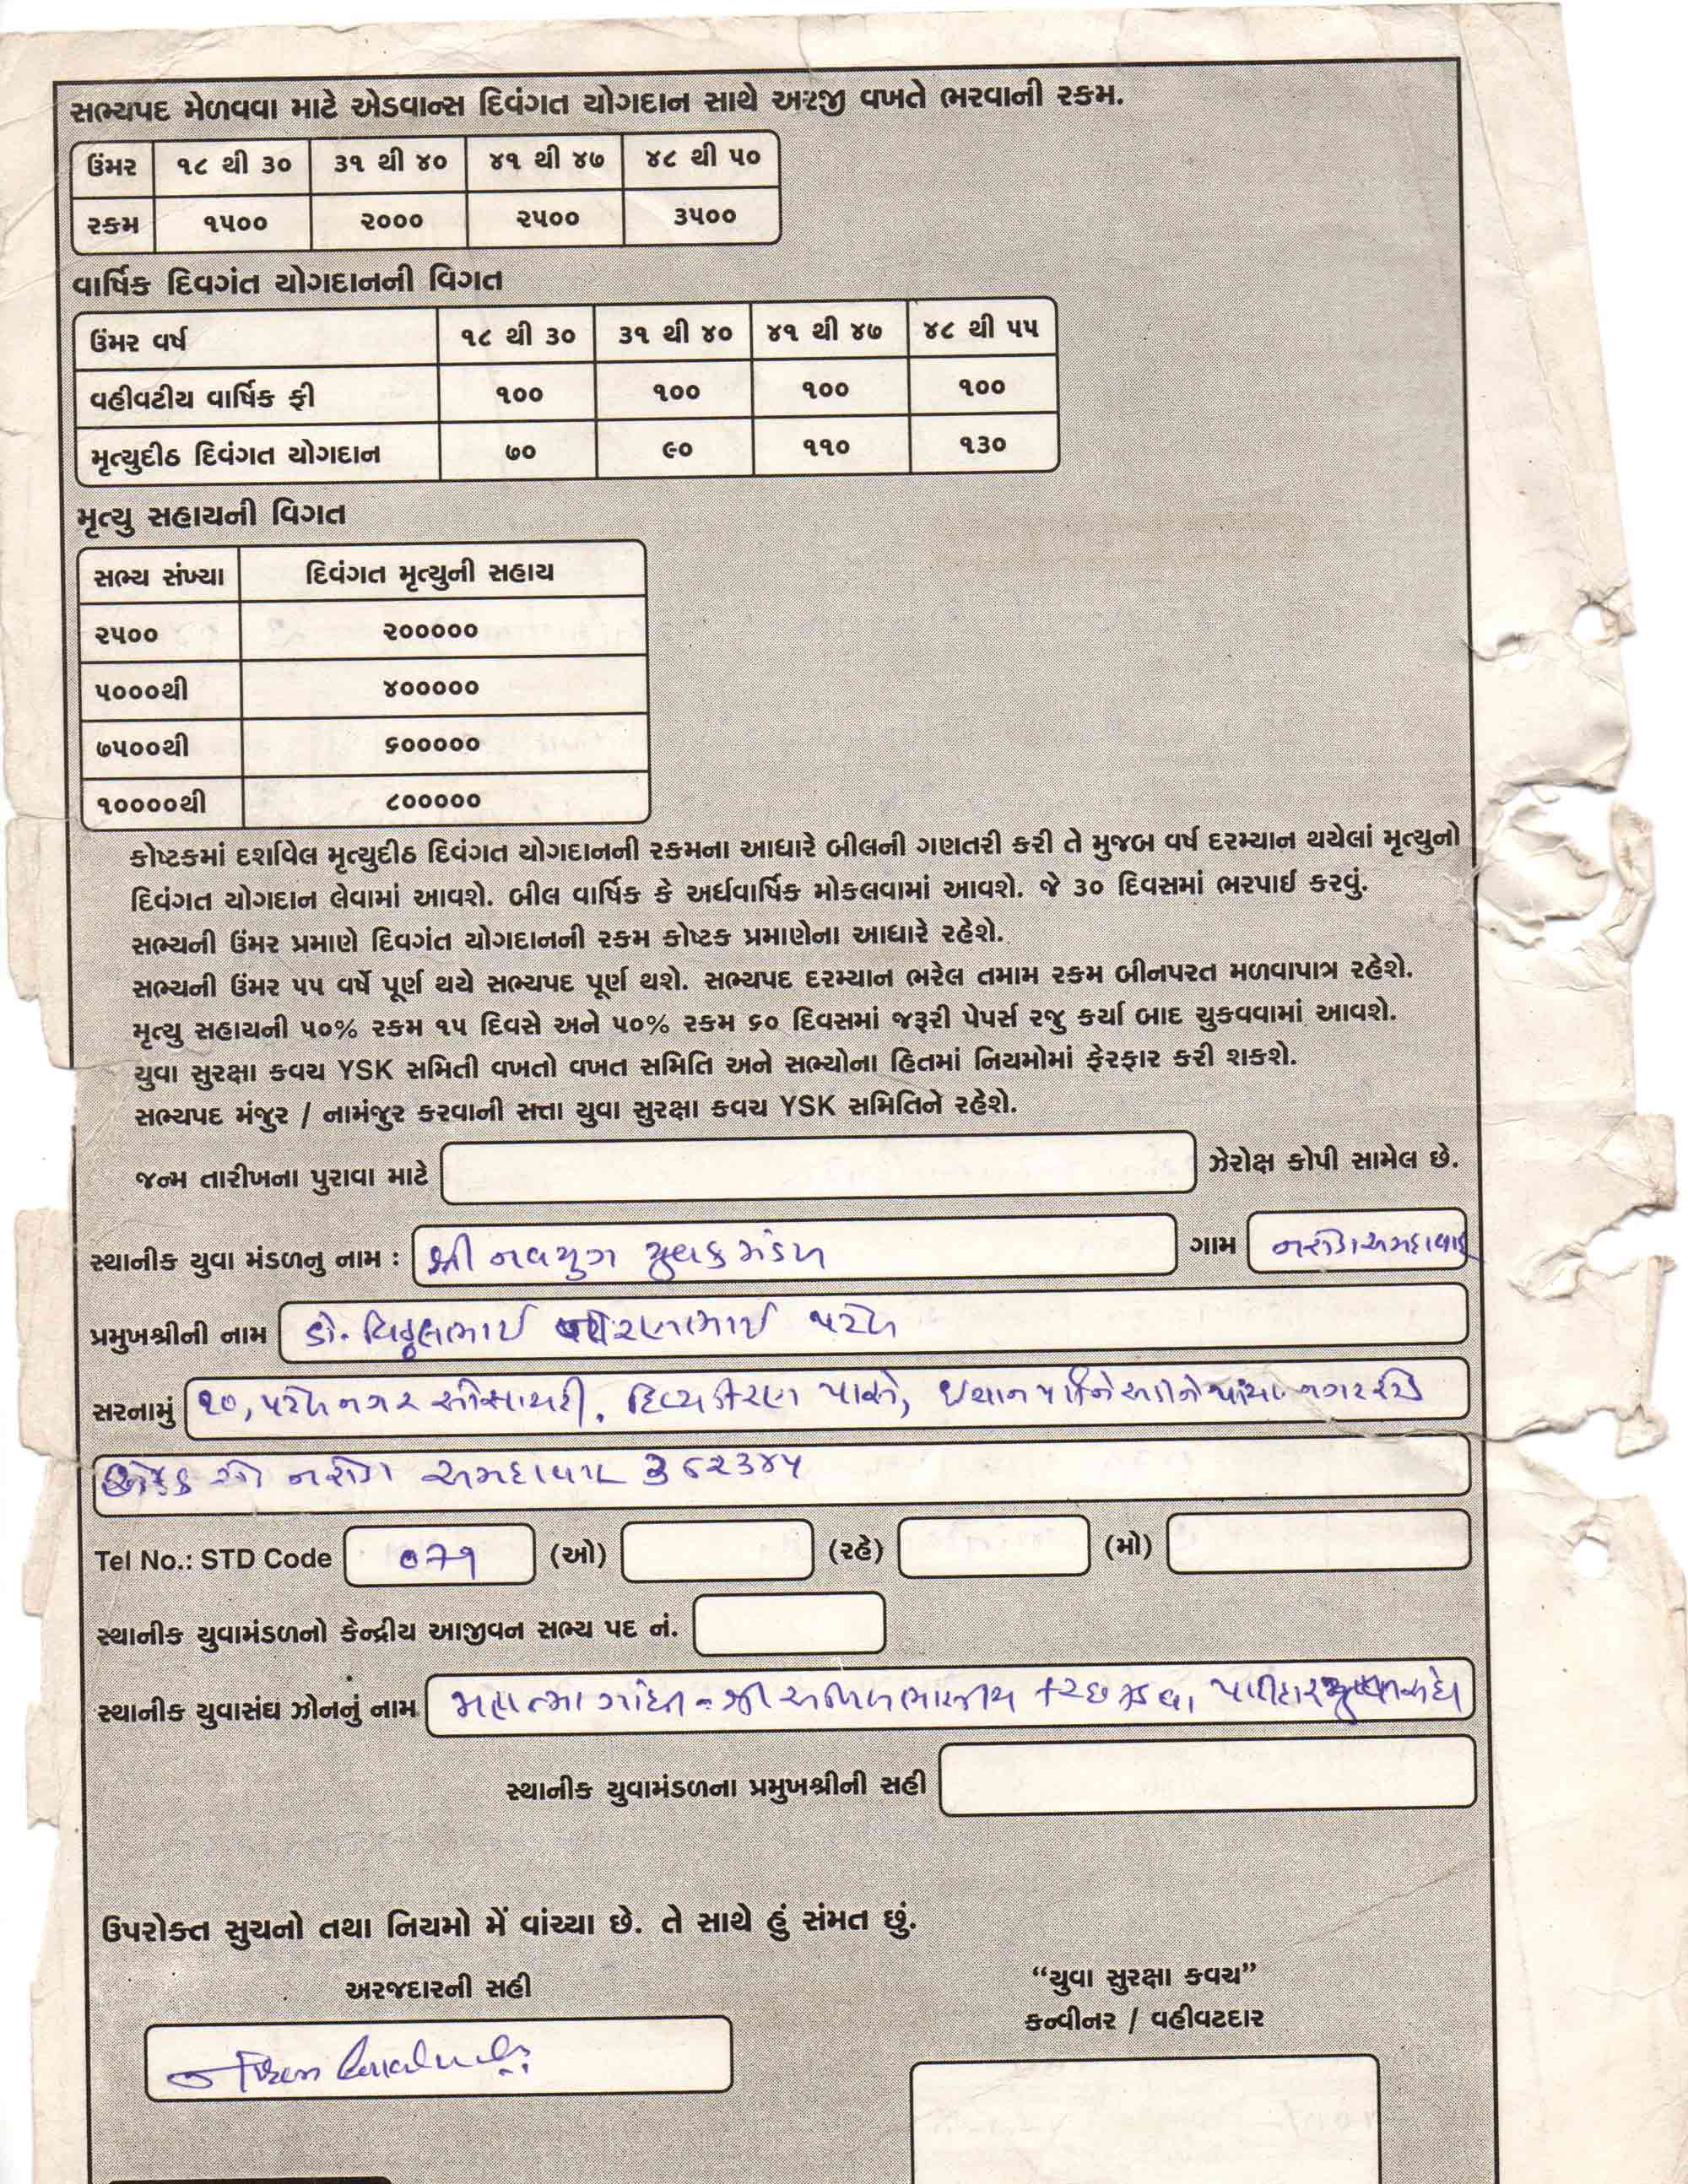 સભ્યપદ મેળવવા માટે એડવાન્સ દિવંગત યોગદાન સાથે અરજી વખતે ભરવાની રકમ.
ઉંમર ૧૮ થી ૩૦ ૩૧ થી ૪૦ ૪૧ થી ૪૭ ૪૮ થી ૫૦
રકમ ૧૫૦૦ ૨૦૦૦ ૨૫૦૦ ૩૫૦૦
વાર્ષિક દિવગંત યોગદાનની વિગત
ઉંમર વર્ષ ૧૮ થી ૩૦ ૩૧ થી ૪૦ ૪૧ થી ૪૭ ૪૮ થી ૫૫
વહીવટીય વાર્ષિક ફી ૧૦૦ ૧૦૦ ૧૦૦ ૧૦૦
મૃત્યુદીઠ દિવંગત યોગદાન ૭૦ ૯૦ ૧૧૦ ૧૩૦
મૃત્યુ સહાયની વિગત
સભ્ય સંખ્યા દિવંગત મૃત્યુની સહાય
૨૫૦૦ ૨૦૦૦૦૦
૫૦૦૦થી ૪૦૦૦૦૦
૭૫૦૦થી ૬૦૦૦૦૦
૧૦૦૦૦થી ૮૦૦૦૦૦
કોષ્ટકમાં દર્શાવેલ મૃત્યુદીઠ દિવંગત યોગદાનની રકમના આધારે બીલની ગણતરી કરી તે મુજબ વર્ષ દરમ્યાન થયેલાં મૃત્યુનો
દિવંગત યોગદાન લેવામાં આવશે. બીલ વાર્ષિક કે અર્ધવાર્ષિક મોકલવામાં આવશે. જે ૩૦ દિવસમાં ભરપાઈ કરવું.
સભ્યની ઉંમર પ્રમાણે દિવગંત યોગદાનની રકમ કોષ્ટક પ્રમાણેના આધારે રહેશે.
સભ્યની ઉંમર ૫૫ વર્ષે પૂર્ણ થયે સભ્યપદ પૂર્ણ થશે. સભ્યપદ દરમ્યાન ભરેલ તમામ રકમ બીનપરત મળવાપાત્ર રહેશે.
મૃત્યુ સહાયની ૫૦% રકમ ૧૫ દિવસે અને ૫૦% રકમ ૬૦ દિવસમાં જરૂરી પેપર્સ રજુ કર્યા બાદ ચુકવવામાં આવશે.
યુવા સુરક્ષા કવચ YSK સમિતી વખતો વખત સમિતિ અને સભ્યોના હિતમાં નિયમોમાં ફેરફાર કરી શકશે.
સભ્યપદ મંજુર / નામંજુર કરવાની સત્તા યુવા સુરક્ષા કવચ YSK સમિતિને રહેશે.
જન્મ તારીખના પુરાવા માટે ઝેરોક્ષ કોપી સામેલ છે.
સ્થાનીક યુવા મંડળનુ નામ : શ્રી નવયુગ યુવક મંડળ ગામ નરોડા અમદાવાદ
પ્રમુખશ્રીની નામ ડો. વિઠ્ઠલભાઈ પટેલ
સરનામું ૧૦, પટેલનગર સોસાયટી, દિવ્યકિરણ પાસે,
નરોડા અમદાવાદ ૩૮૨૩૪૫
Tel No.: STD Code ૦૭૯ (ઓ) (રહે) (મો)
સ્થાનીક યુવામંડળનો કેન્દ્રીય આજીવન સભ્ય પદ નં.
સ્થાનીક યુવાસંઘ ઝોનનું નામ મહાત્મા ગાંધી - શ્રી અખિલ ભારતીય કચ્છ કડવા પાટીદાર યુવાસંઘ
સ્થાનીક યુવામંડળના પ્રમુખશ્રીની સહી
ઉપરોક્ત સુચનો તથા નિયમો મેં વાંચ્યા છે. તે સાથે હું સંમત છું.
અરજદારની સહી
“યુવા સુરક્ષા કવચ”
કન્વીનર / વહીવટદાર